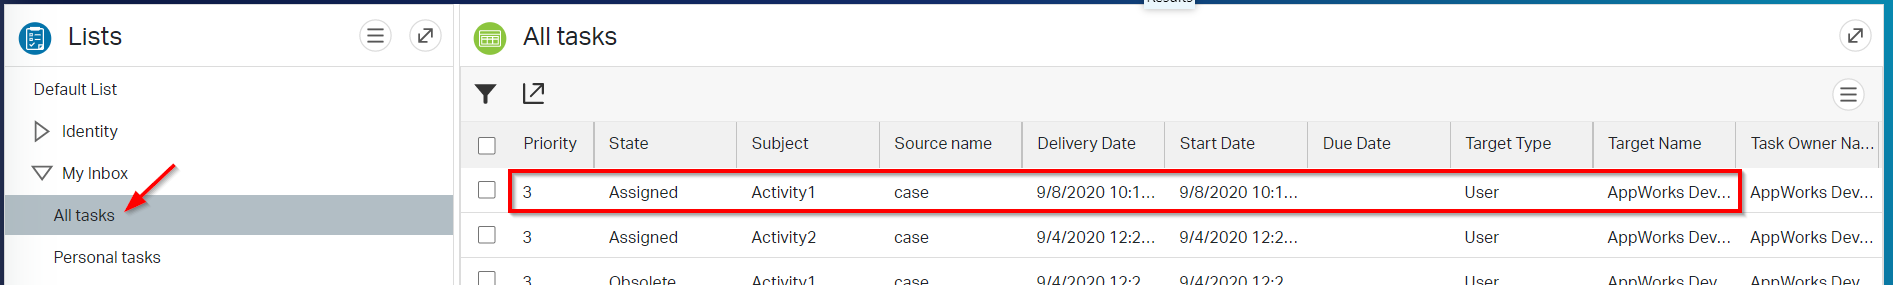 Results
Lists
All tasks
Default List
Identity
My Inbox
All tasks
Personal tasks
Priority State Subject Source name Delivery Date Start Date Due Date Target Type Target Name Task Owner Na...
3 Assigned Activity1 case 9/8/2020 10:1... 9/8/2020 10:1... User AppWorks Dev... AppWorks Dev...
3 Assigned Activity2 case 9/4/2020 12:2... 9/4/2020 12:2... User AppWorks Dev... AppWorks Dev...
3 Obsolete Activity1 case 9/4/2020 12:2... 9/4/2020 12:2... User AppWorks Dev... AppWorks Dev...